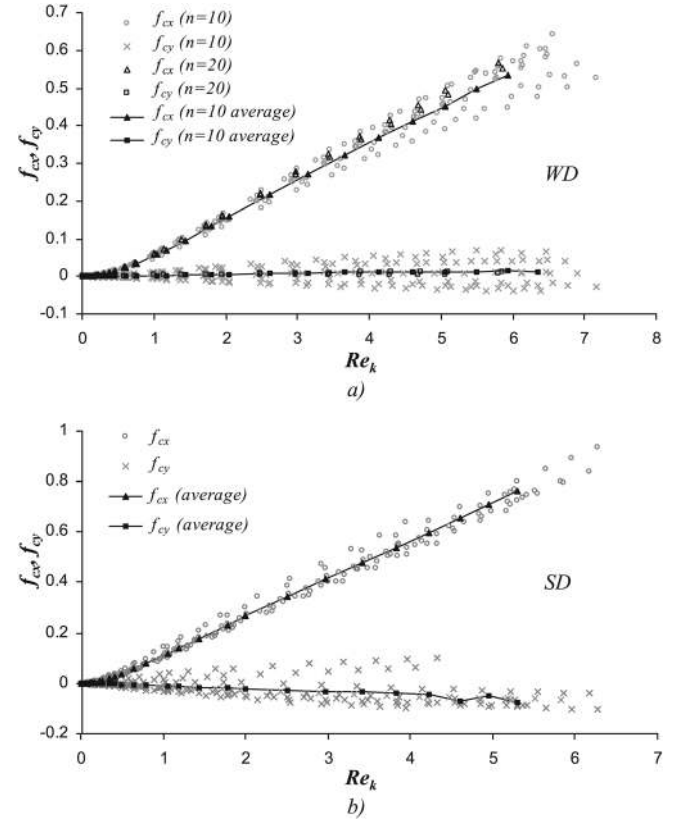 0.7
0.6
0.5
0.4
0.3
0.2
0.1
0
-0.1
f_cx, f_cy
f_cx (n=10)
f_cy (n=10)
f_cx (n=20)
f_cy (n=20)
f_cx (n=10 average)
f_cy (n=10 average)
WD
0 1 2 3 4 5 6 7 8
Re_k
a)
1
0.8
0.6
0.4
0.2
0
-0.2
f_cx, f_cy
f_cx
f_cy
f_cx (average)
f_cy (average)
SD
0 1 2 3 4 5 6 7
Re_k
b)